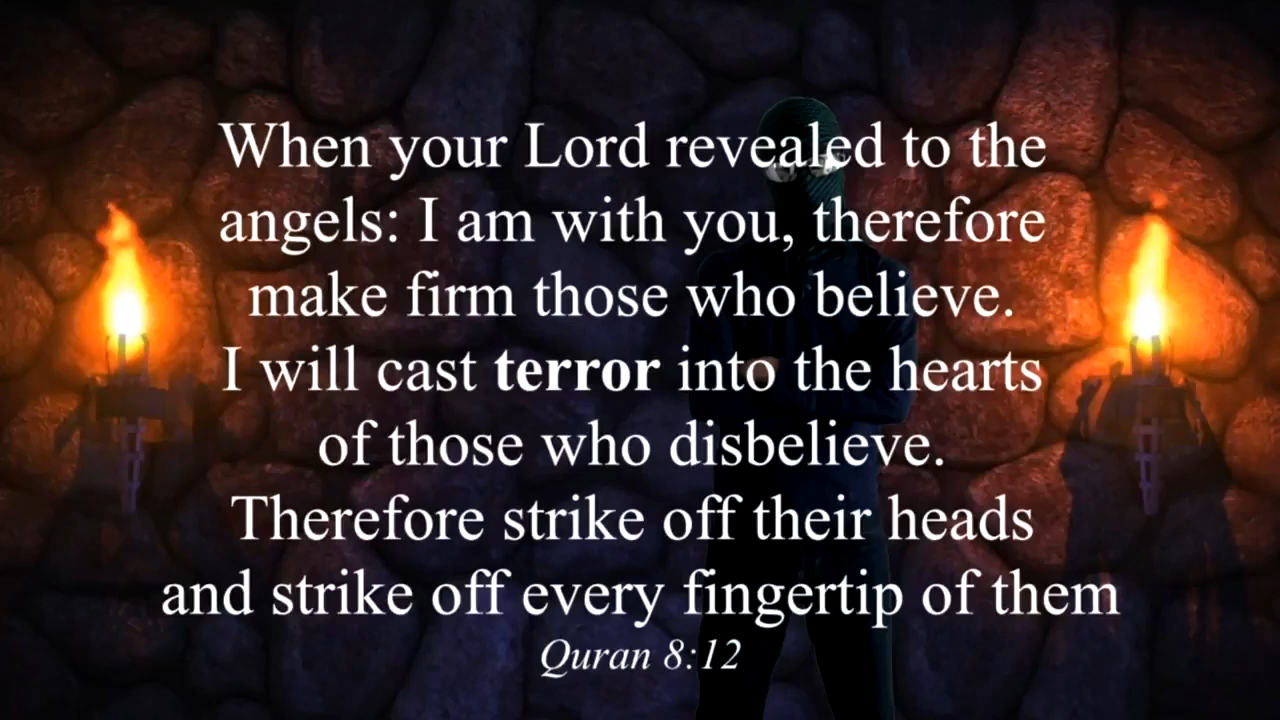 When your Lord revealed to the
angels: I am with you, therefore
make firm those who believe.
I will cast terror into the hearts
of those who disbelieve.
Therefore strike off their heads
and strike off every fingertip of them
Quran 8:12